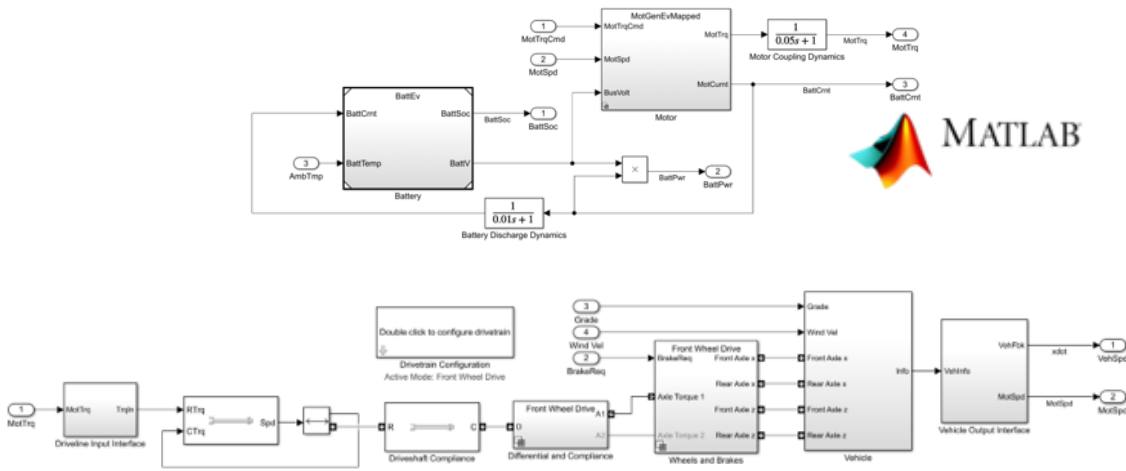 MotGenEvMapped
1
MotTrqCmd
MotTrqCmd
MotTrq
1
0.05s + 1
MotTrq
4
MotTrq
Motor Coupling Dynamics
2
MotSpd
MotSpd
MotCurrnt
BattCrnt
3
BattCrnt
BusVolt
Motor
MATLAB
BattEv
BattCrnt
BattSoc
BattSoc
1
BattSoc
3
AmbTmp
BattTemp
BattV
×
BattPwr
2
BattPwr
Battery
1
0.01s + 1
Battery Discharge Dynamics
Double click to configure drivetrain
Drivetrain Configuration
Active Mode: Front Wheel Drive
3
Grade
4
Wind Vel
2
BrakeReq
Front Wheel Drive
BrakeReq
Front Axle x
Rear Axle x
Axle Torque 1
Front Axle z
Axle Torque 2
Rear Axle z
Wheels and Brakes
Grade
Wind Vel
Front Axle x
Rear Axle x
Front Axle z
Rear Axle z
Info
Vehicle
VehInfo
VehFbk
MotSpd
Vehicle Output Interface
xdot
1
VehSpd
MotSpd
2
MotSpd
1
MotTrq
MotTrq
TrqIn
Driveline Input Interface
RTrq
CTrq
Spd
R
C
Driveshaft Compliance
Front Wheel Drive
D
A1
A2
Differential and Compliance